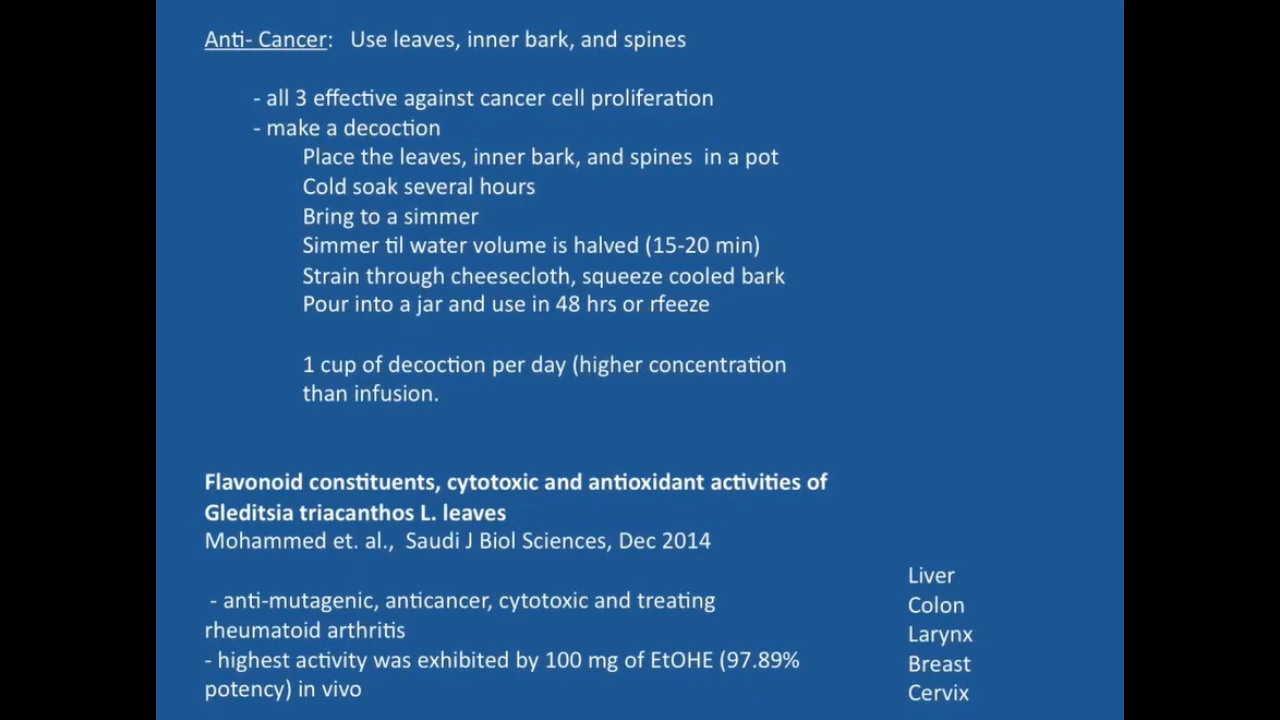 Anti- Cancer: Use leaves, inner bark, and spines
- all 3 effective against cancer cell proliferation
- make a decoction
Place the leaves, inner bark, and spines in a pot
Cold soak several hours
Bring to a simmer
Simmer til water volume is halved (15-20 min)
Strain through cheesecloth, squeeze cooled bark
Pour into a jar and use in 48 hrs or rfeeze
1 cup of decoction per day (higher concentration
than infusion.
Flavonoid constituents, cytotoxic and antioxidant activities of
Gleditsia triacanthos L. leaves
Mohammed et. al., Saudi J Biol Sciences, Dec 2014
- anti-mutagenic, anticancer, cytotoxic and treating
rheumatoid arthritis
- highest activity was exhibited by 100 mg of EtOHE (97.89%
potency) in vivo
Liver
Colon
Larynx
Breast
Cervix